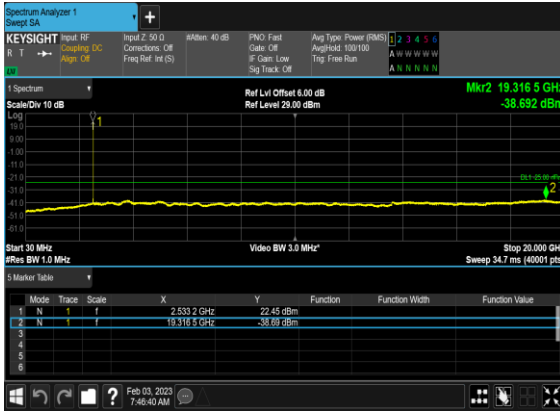 Spectrum Analyzer 1
Swept SA
+
KEYSIGHT Input: RF Input Z: 50 Ω #Atten: 40 dB PNO: Fast Avg Type: Power (RMS) 1 2 3 4 5 6
R T Coupling: DC Corrections: Off Gate: Off Avg|Hold: 100/100 A W W W W W
Align: Off Freq Ref: Int (S) IF Gain: Low Trig: Free Run
LXI Sig Track: Off A N N N N N
1 Spectrum Ref Lvl Offset 6.00 dB Mkr2 19.316 5 GHz
Scale/Div 10 dB Ref Level 29.00 dBm -38.692 dBm
Log
1
19.0
9.00
-1.00
-11.0
-21.0 DL1 -25.00 dBm
2
-31.0
-41.0
-51.0
-61.0
Start 30 MHz Video BW 3.0 MHz* Stop 20.000 GH
#Res BW 1.0 MHz Sweep 34.7 ms (40001 pts
5 Marker Table
Mode Trace Scale X Y Function Function Width Function Value
1 N 1 f 2.533 2 GHz 22.45 dBm
2 N 1 f 19.316 5 GHz -38.69 dBm
3
4
5
6
? Feb 03, 2023
7:46:40 AM